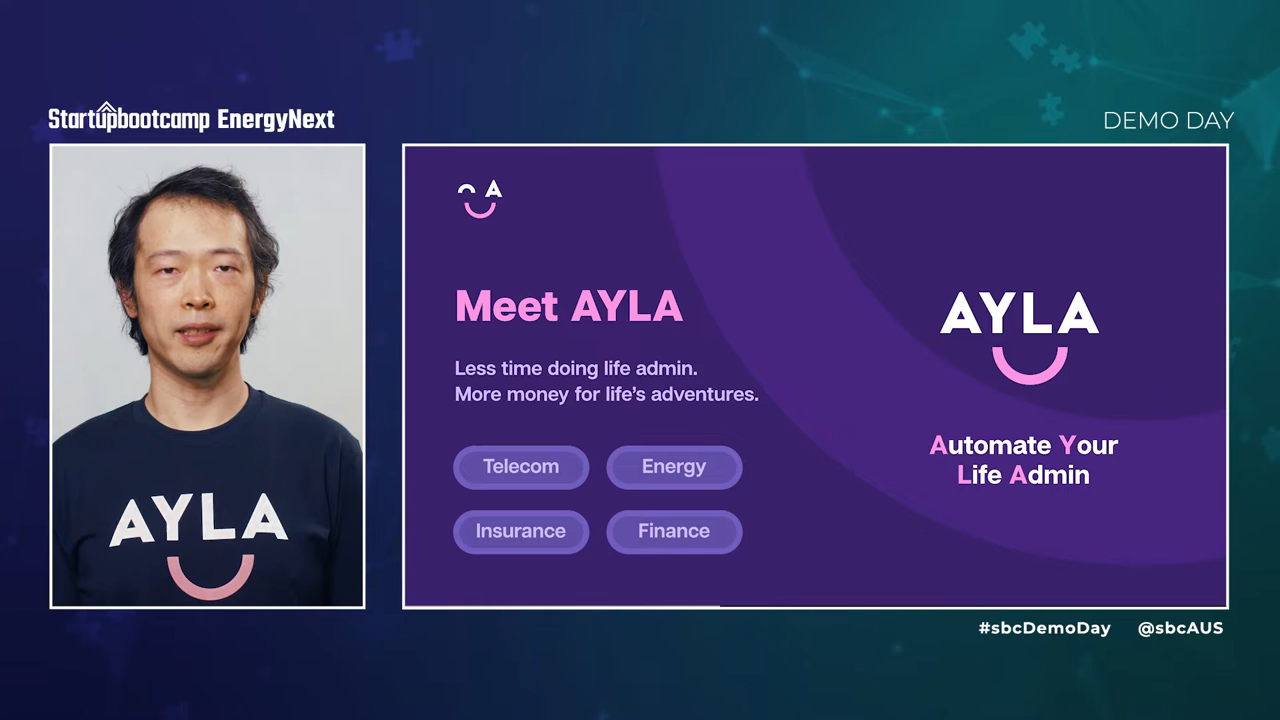 Startupbootcamp EnergyNext
DEMO DAY
AYLA
A
Meet AYLA
Less time doing life admin.
More money for life's adventures.
Telecom
Energy
Insurance
Finance
AYLA
Automate Your
Life Admin
#sbcDemoDay
@sbcAUS